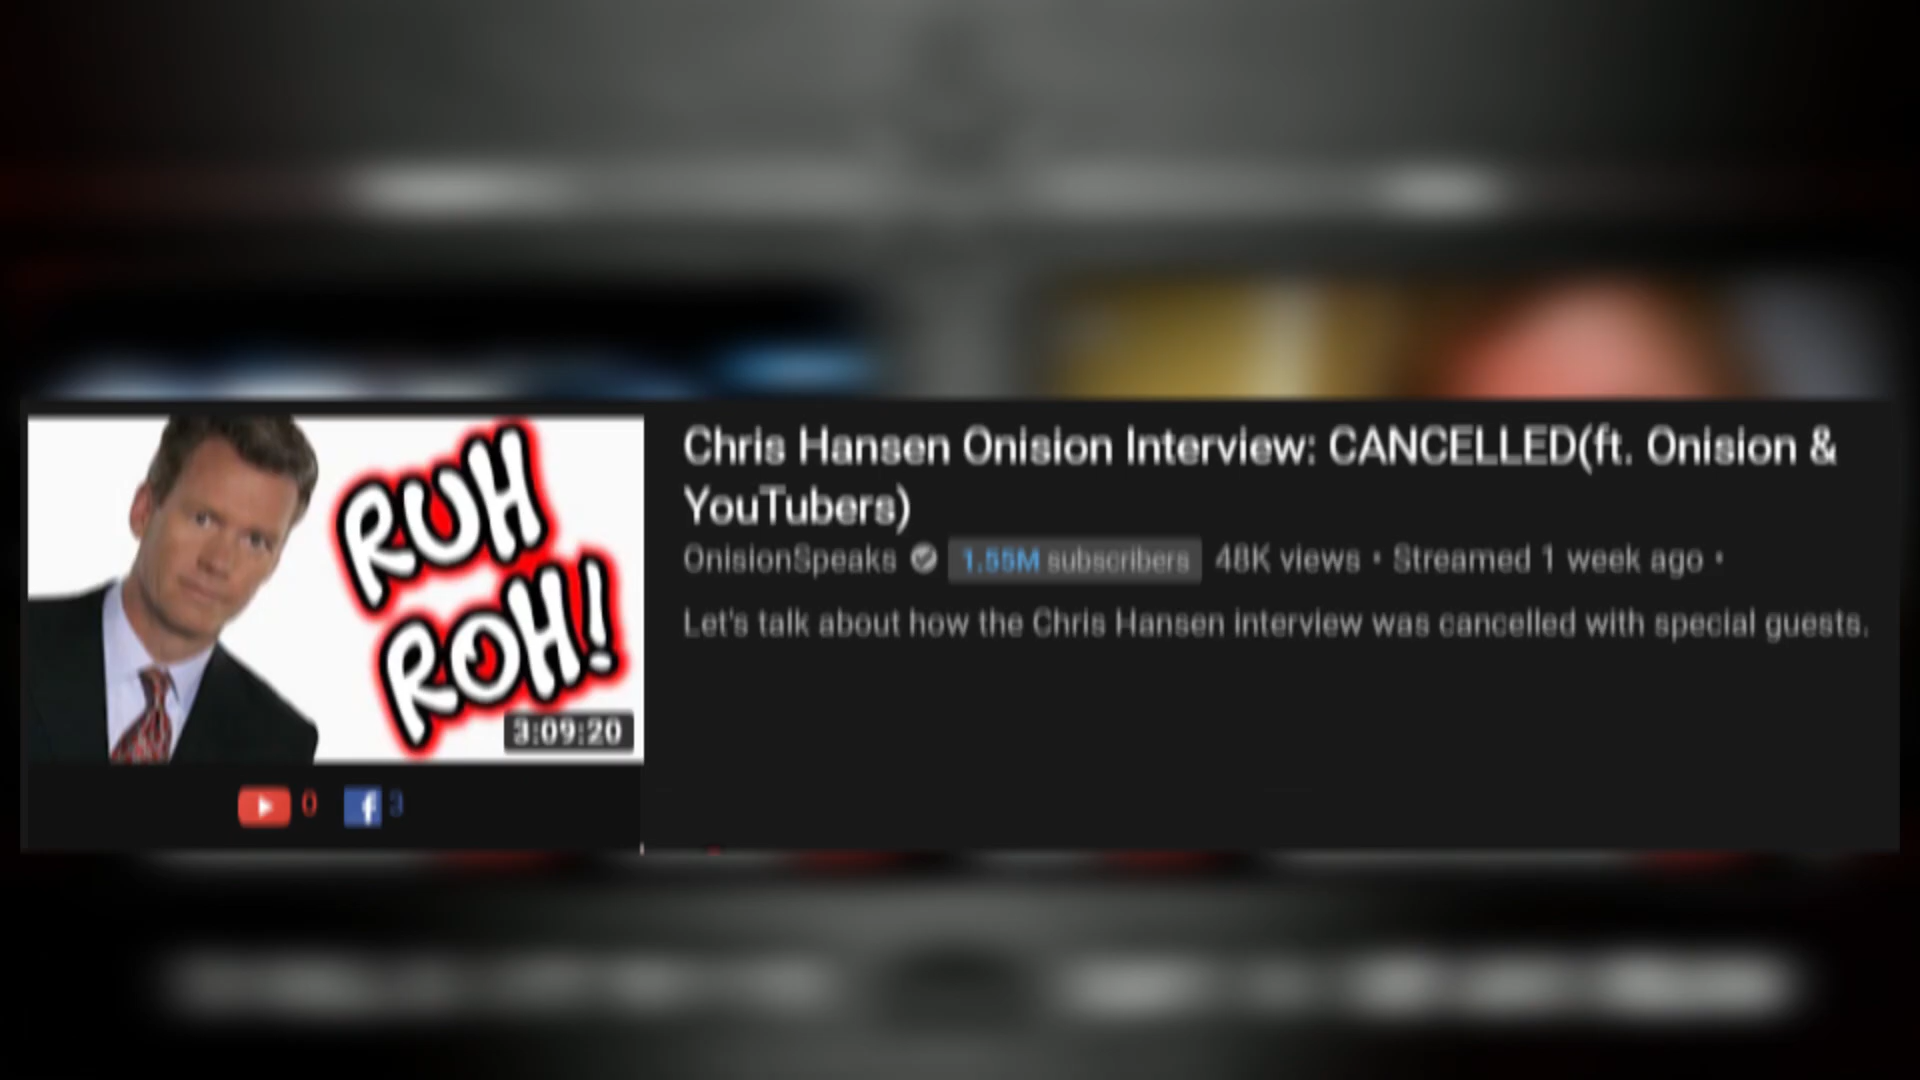 RUH
ROH!
3:09:20
0 f 3
Chris Hansen Onision Interview: CANCELLED(ft. Onision &
YouTubers)
OnisionSpeaks 1.55M subscribers 48K views • Streamed 1 week ago •
Let's talk about how the Chris Hansen interview was cancelled with special guests.